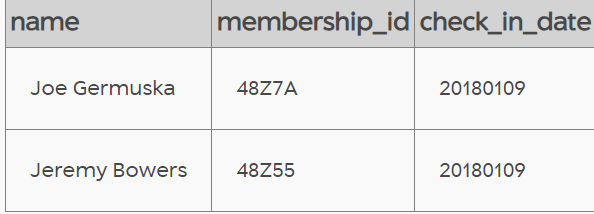 name membership_id check_in_date
Joe Germuska 48Z7A 20180109
Jeremy Bowers 48Z55 20180109